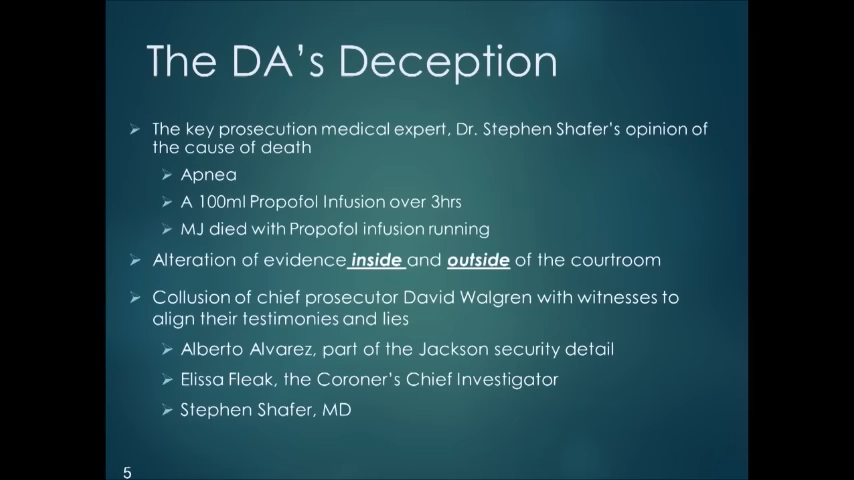 The DA's Deception
The key prosecution medical expert, Dr. Stephen Shafer's opinion of
the cause of death
Apnea
A 100ml Propofol Infusion over 3hrs
MJ died with Propofol infusion running
Alteration of evidence inside and outside of the courtroom
Collusion of chief prosecutor David Walgren with witnesses to
align their testimonies and lies
Alberto Alvarez, part of the Jackson security detail
Elissa Fleak, the Coroner's Chief Investigator
Stephen Shafer, MD
5